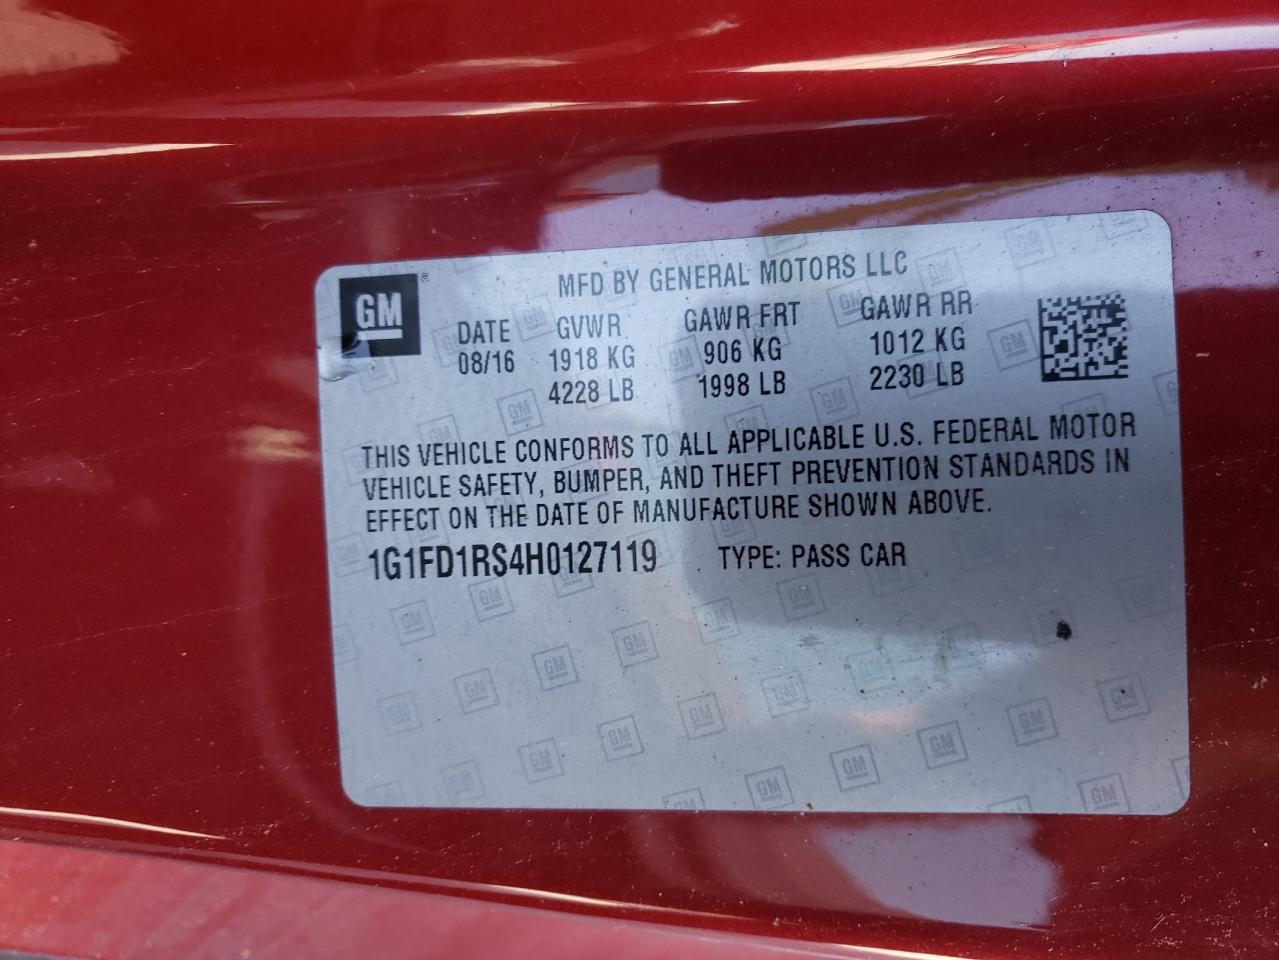 GM
MFD BY GENERAL MOTORS LLC
DATE GVWR GAWR FRT GAWR RR
08/16 1918 KG 906 KG 1012 KG
4228 LB 1998 LB 2230 LB
THIS VEHICLE CONFORMS TO ALL APPLICABLE U.S. FEDERAL MOTOR
VEHICLE SAFETY, BUMPER, AND THEFT PREVENTION STANDARDS IN
EFFECT ON THE DATE OF MANUFACTURE SHOWN ABOVE.
1G1FD1RS4H0127119 TYPE: PASS CAR